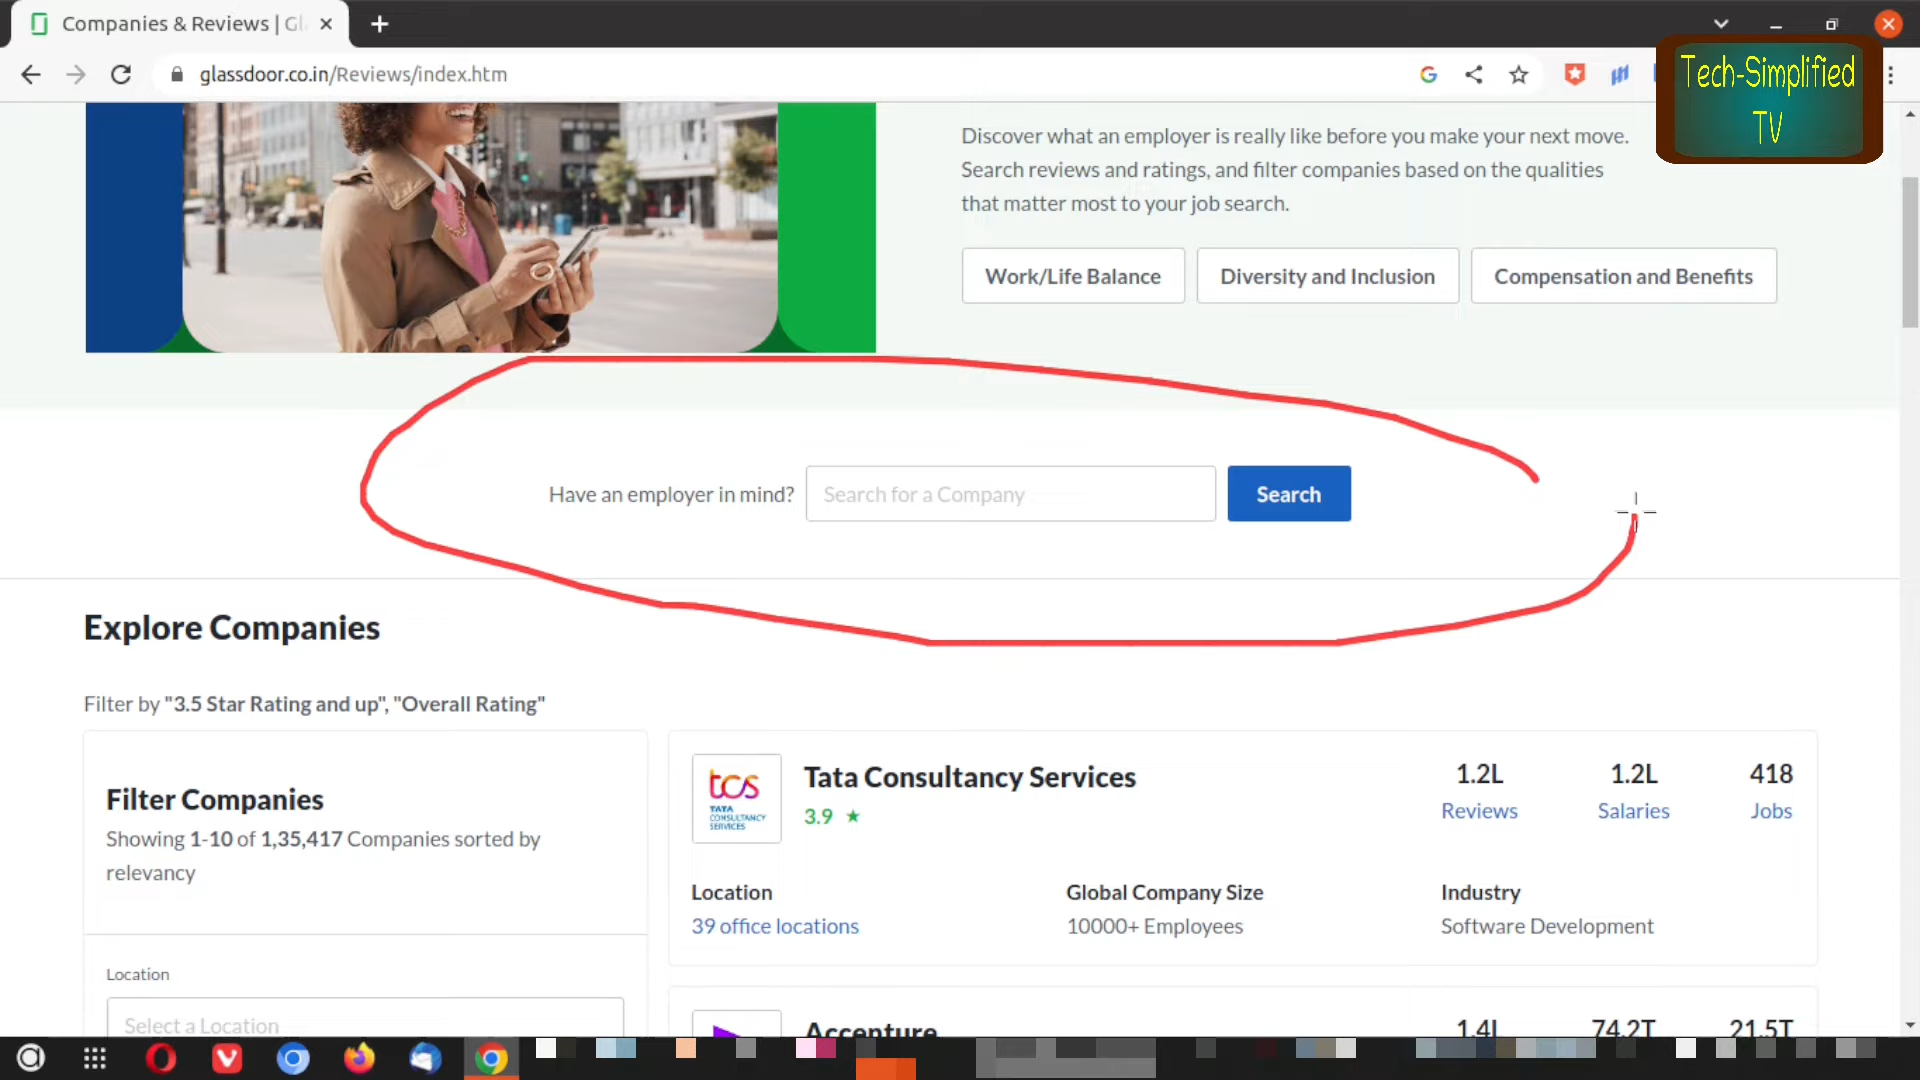 Companies & Reviews | Gl
glassdoor.co.in/Reviews/index.htm
Tech-Simplified
TV
Discover what an employer is really like before you make your next move.
Search reviews and ratings, and filter companies based on the qualities
that matter most to your job search.
Work/Life Balance
Diversity and Inclusion
Compensation and Benefits
Have an employer in mind?
Search for a Company
Search
Explore Companies
Filter by "3.5 Star Rating and up", "Overall Rating"
Filter Companies
Showing 1-10 of 1,35,417 Companies sorted by
relevancy
Location
Select a Location
tcs
TATA
CONSULTANCY
SERVICES
Tata Consultancy Services
3.9 ★
1.2L
Reviews
1.2L
Salaries
418
Jobs
Location
39 office locations
Global Company Size
10000+ Employees
Industry
Software Development
Accenture
1.4L
74.2T
21.5T